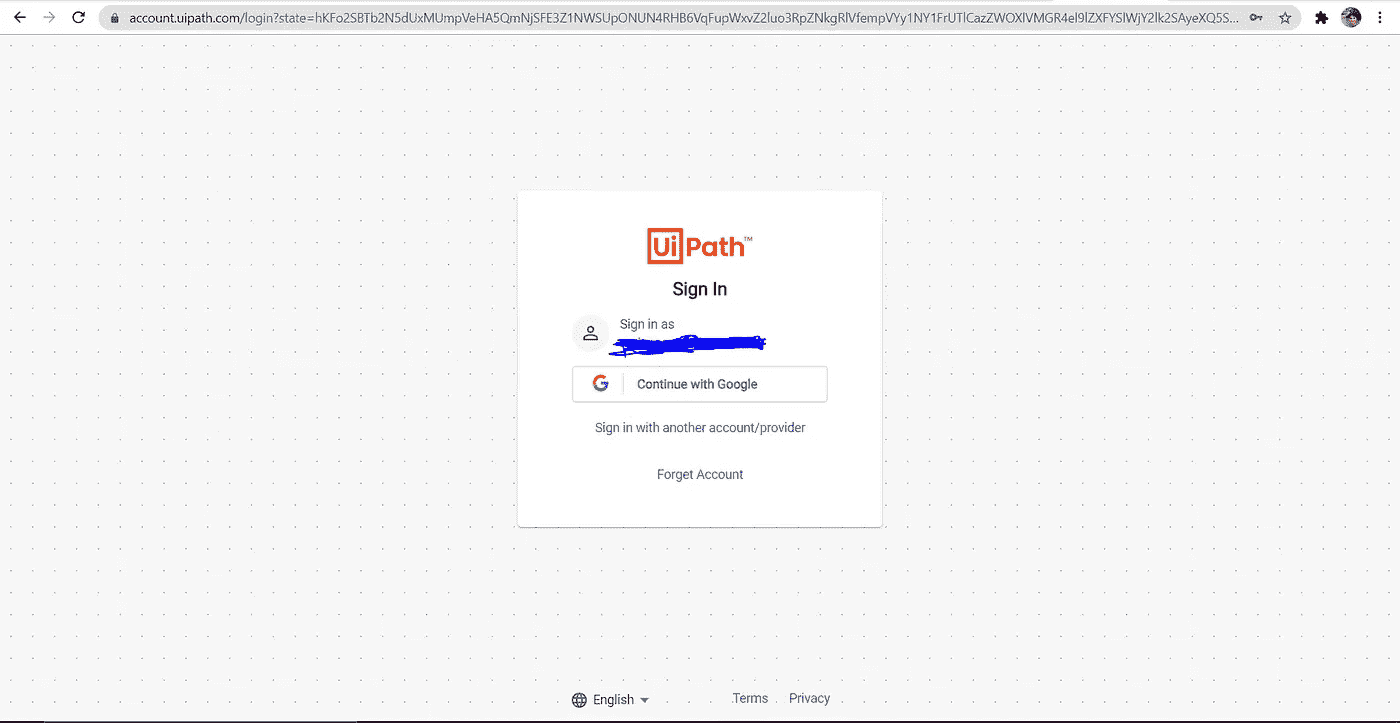 account.uipath.com/login?state=hKFo2SBTb2N5dUxMUmpVeHA5QmNjSFE3Z1NWSUpONUN4RHB6VqFupWxvZ2luo3RpZNkgRlVfempVYy1NY1FrUTlCazZWOXlVMGR4el9lZXFYSlWjY2lk2SAyeXQ5S...
UiPath™
Sign In
Sign in as
Continue with Google
Sign in with another account/provider
Forget Account
English
Terms
Privacy